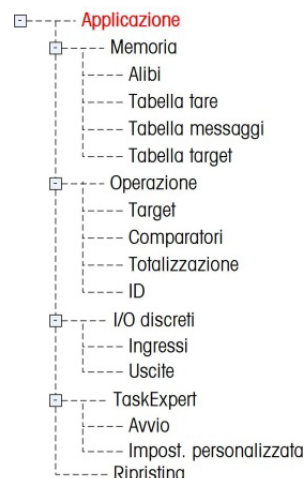 Applicazione
Memoria
Alibi
Tabella tare
Tabella messaggi
Tabella target
Operazione
Target
Comparatori
Totalizzazione
ID
I/O discreti
Ingressi
Uscite
TaskExpert
Avvio
Impost. personalizzata
Ripristina